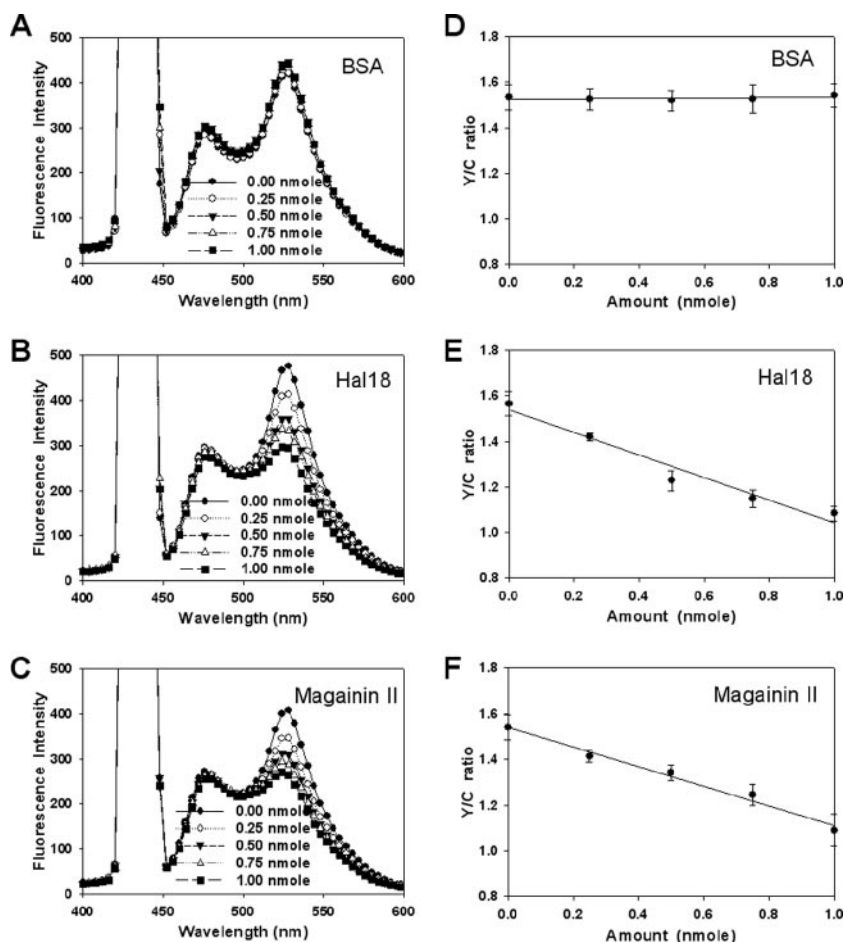 A
500
400
300
200
100
0
Fluorescence Intensity
BSA
0.00 nmole
0.25 nmole
0.50 nmole
0.75 nmole
1.00 nmole
400 450 500 550 600
Wavelength (nm)
D
1.8
1.6
1.4
1.2
1.0
0.8
Y/C ratio
BSA
0.0 0.2 0.4 0.6 0.8 1.0
Amount (nmole)
B
500
400
300
200
100
0
Fluorescence Intensity
Hal18
0.00 nmole
0.25 nmole
0.50 nmole
0.75 nmole
1.00 nmole
400 450 500 550 600
Wavelength (nm)
E
1.8
1.6
1.4
1.2
1.0
0.8
Y/C ratio
Hal18
0.0 0.2 0.4 0.6 0.8 1.0
Amount (nmole)
C
500
400
300
200
100
0
Fluorescence Intensity
Magainin II
0.00 nmole
0.25 nmole
0.50 nmole
0.75 nmole
1.00 nmole
400 450 500 550 600
Wavelength (nm)
F
1.8
1.6
1.4
1.2
1.0
0.8
Y/C ratio
Magainin II
0.0 0.2 0.4 0.6 0.8 1.0
Amount (nmole)